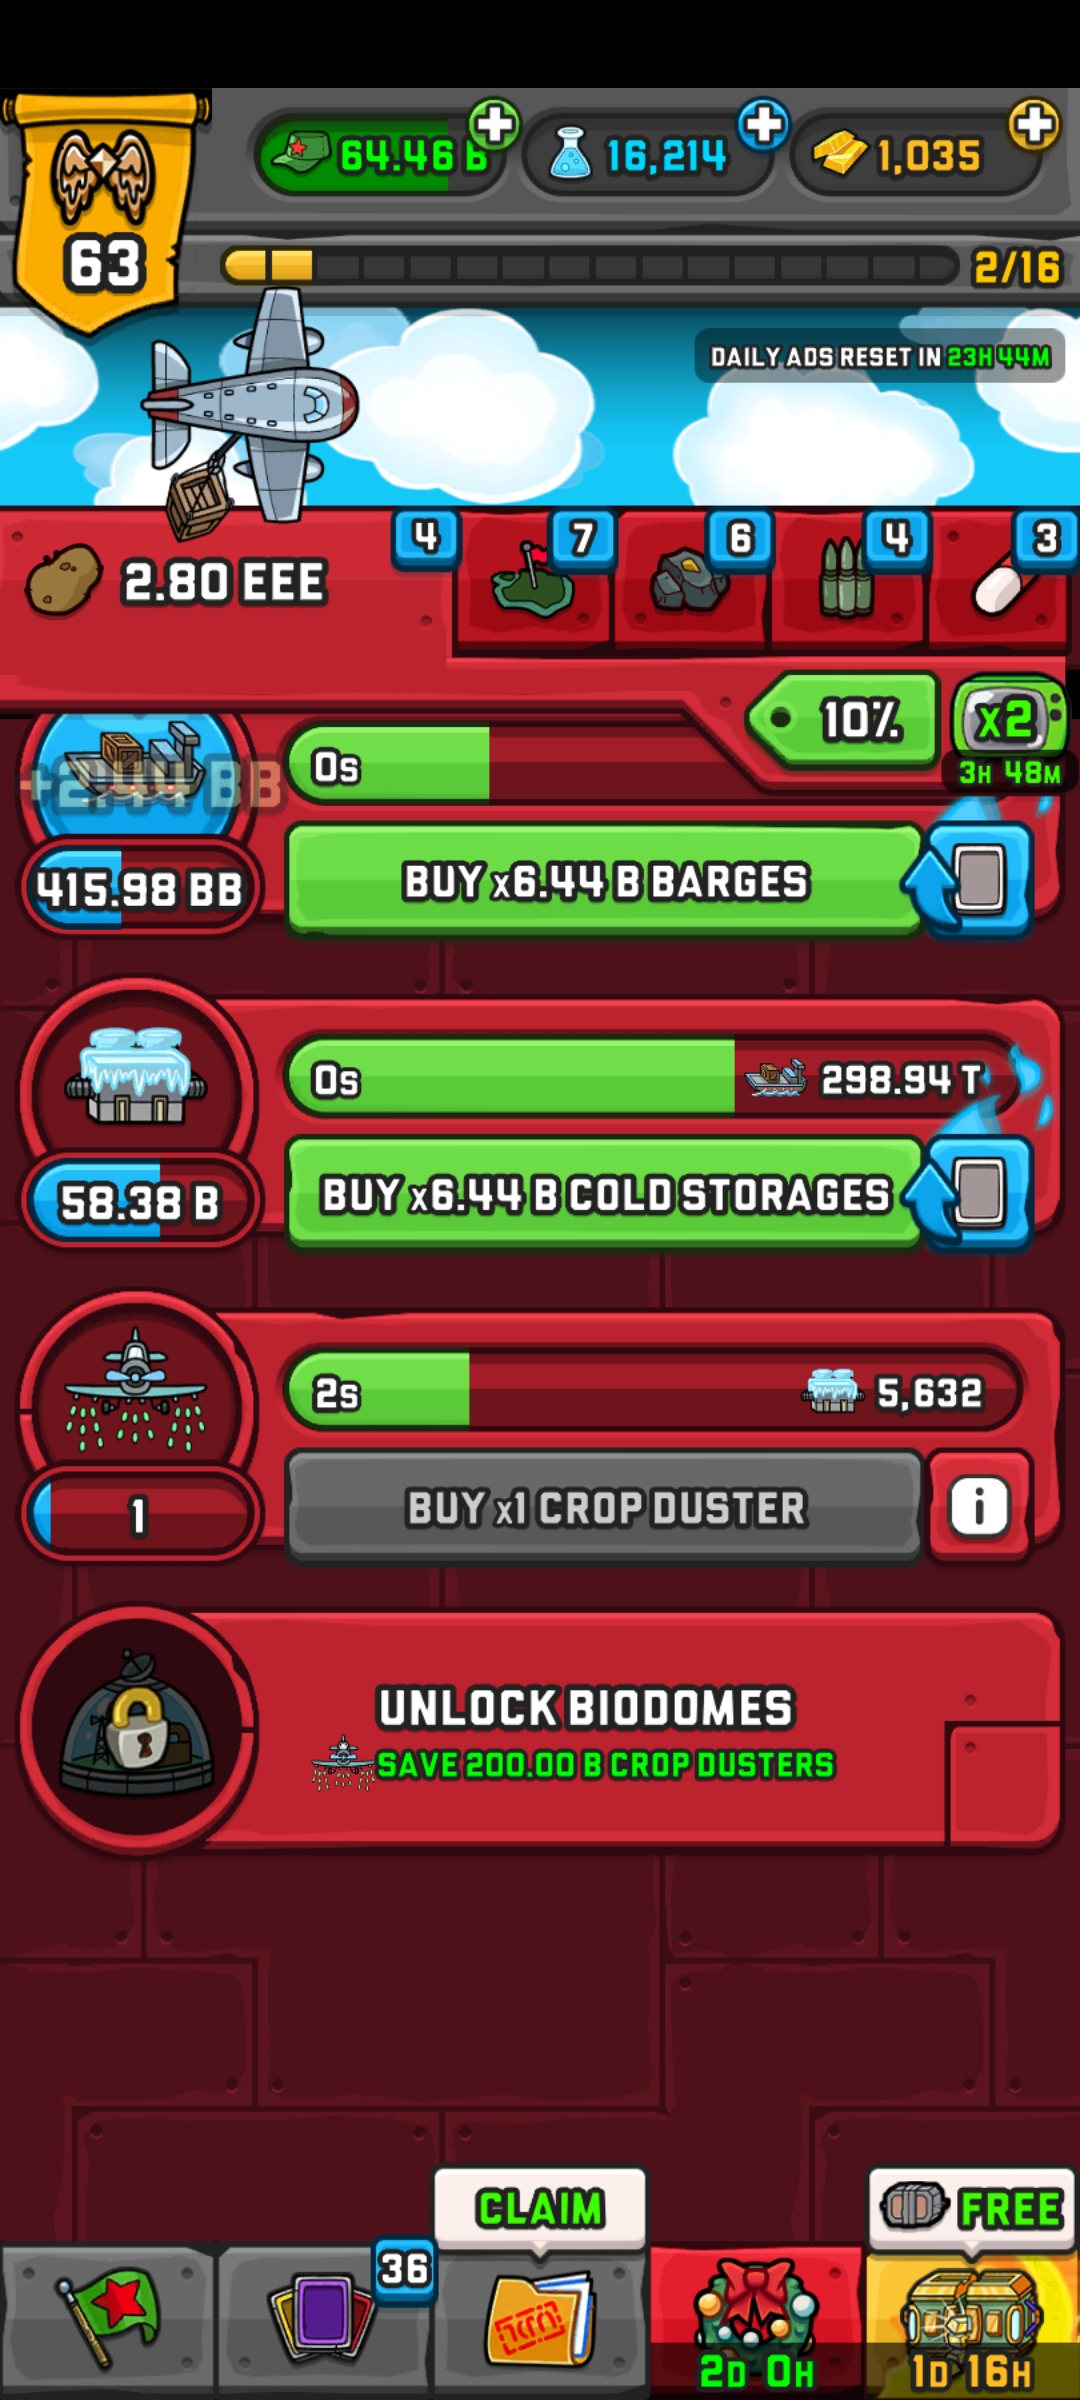 64.46 B
16,214
1,035
63
2/16
DAILY ADS RESET IN 23H 44M
4
7
6
4
3
2.80 EEE
10%
X2
3H 48M
0s
+2.44 BB
415.98 BB
BUY x6.44 B BARGES
0s
298.94 T
58.38 B
BUY x6.44 B COLD STORAGES
2s
5,632
1
BUY x1 CROP DUSTER
i
UNLOCK BIODOMES
SAVE 200.00 B CROP DUSTERS
CLAIM
FREE
36
2D 0H
1D 16H